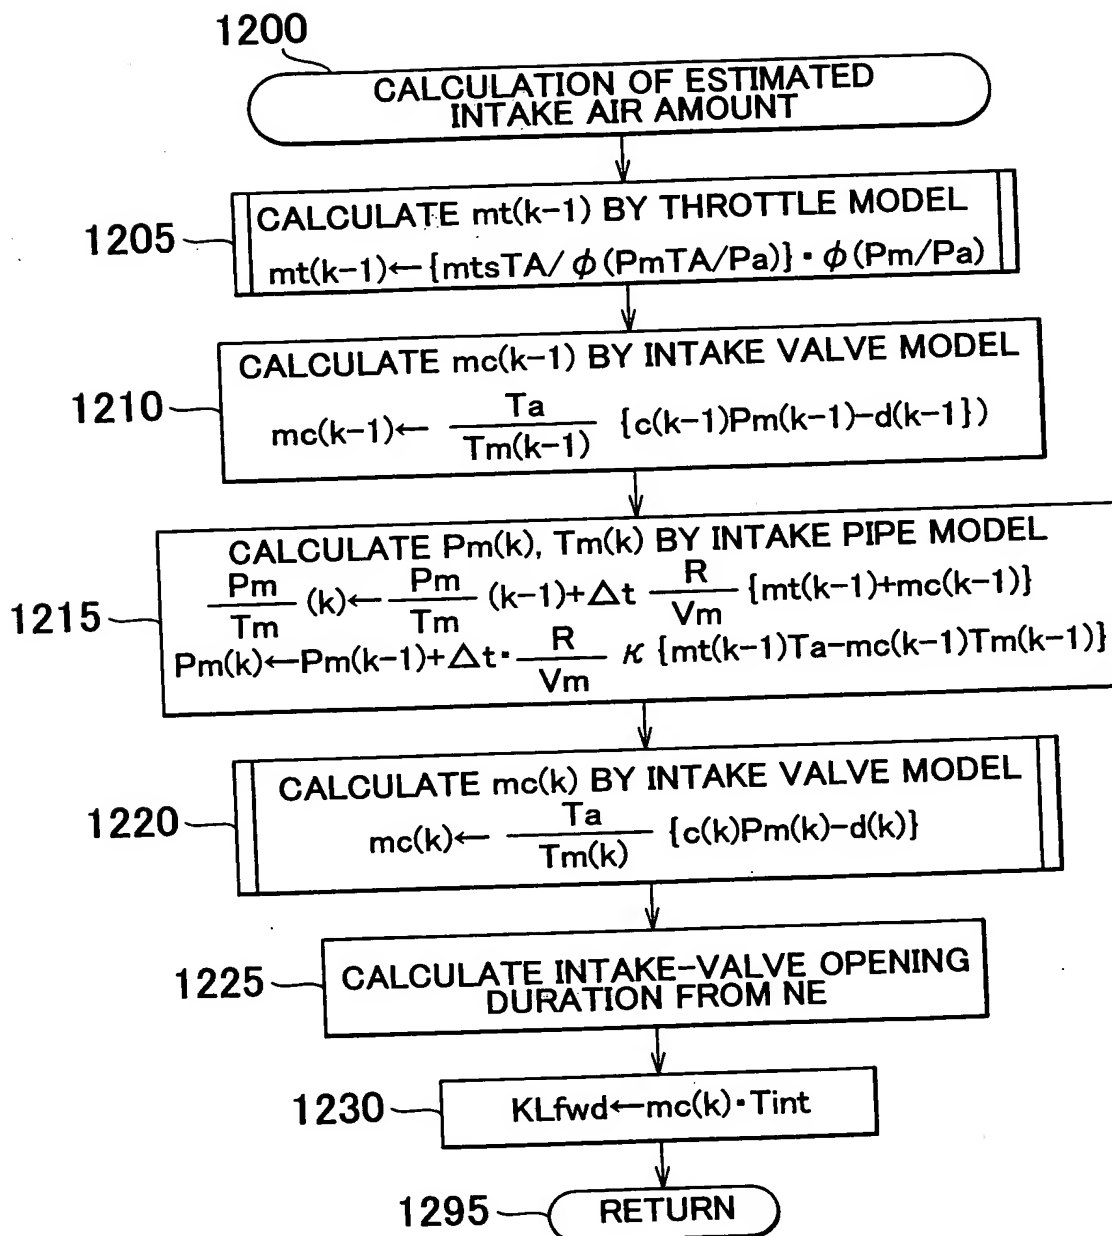 1200
CALCULATION OF ESTIMATED
INTAKE AIR AMOUNT
1205
CALCULATE mt(k-1) BY THROTTLE MODEL
mt(k-1)←{mtsTA/ϕ(PmTA/Pa)}·ϕ(Pm/Pa)
1210
CALCULATE mc(k-1) BY INTAKE VALVE MODEL
mc(k-1)← Ta/Tm(k-1) {c(k-1)Pm(k-1)-d(k-1})
1215
CALCULATE Pm(k), Tm(k) BY INTAKE PIPE MODEL
Pm/Tm (k)← Pm/Tm (k-1)+Δt R/Vm {mt(k-1)+mc(k-1)}
Pm(k)←Pm(k-1)+Δt· R/Vm κ {mt(k-1)Ta-mc(k-1)Tm(k-1)}
1220
CALCULATE mc(k) BY INTAKE VALVE MODEL
mc(k)← Ta/Tm(k) {c(k)Pm(k)-d(k)}
1225
CALCULATE INTAKE-VALVE OPENING
DURATION FROM NE
1230
KLfwd←mc(k)·Tint
1295
RETURN